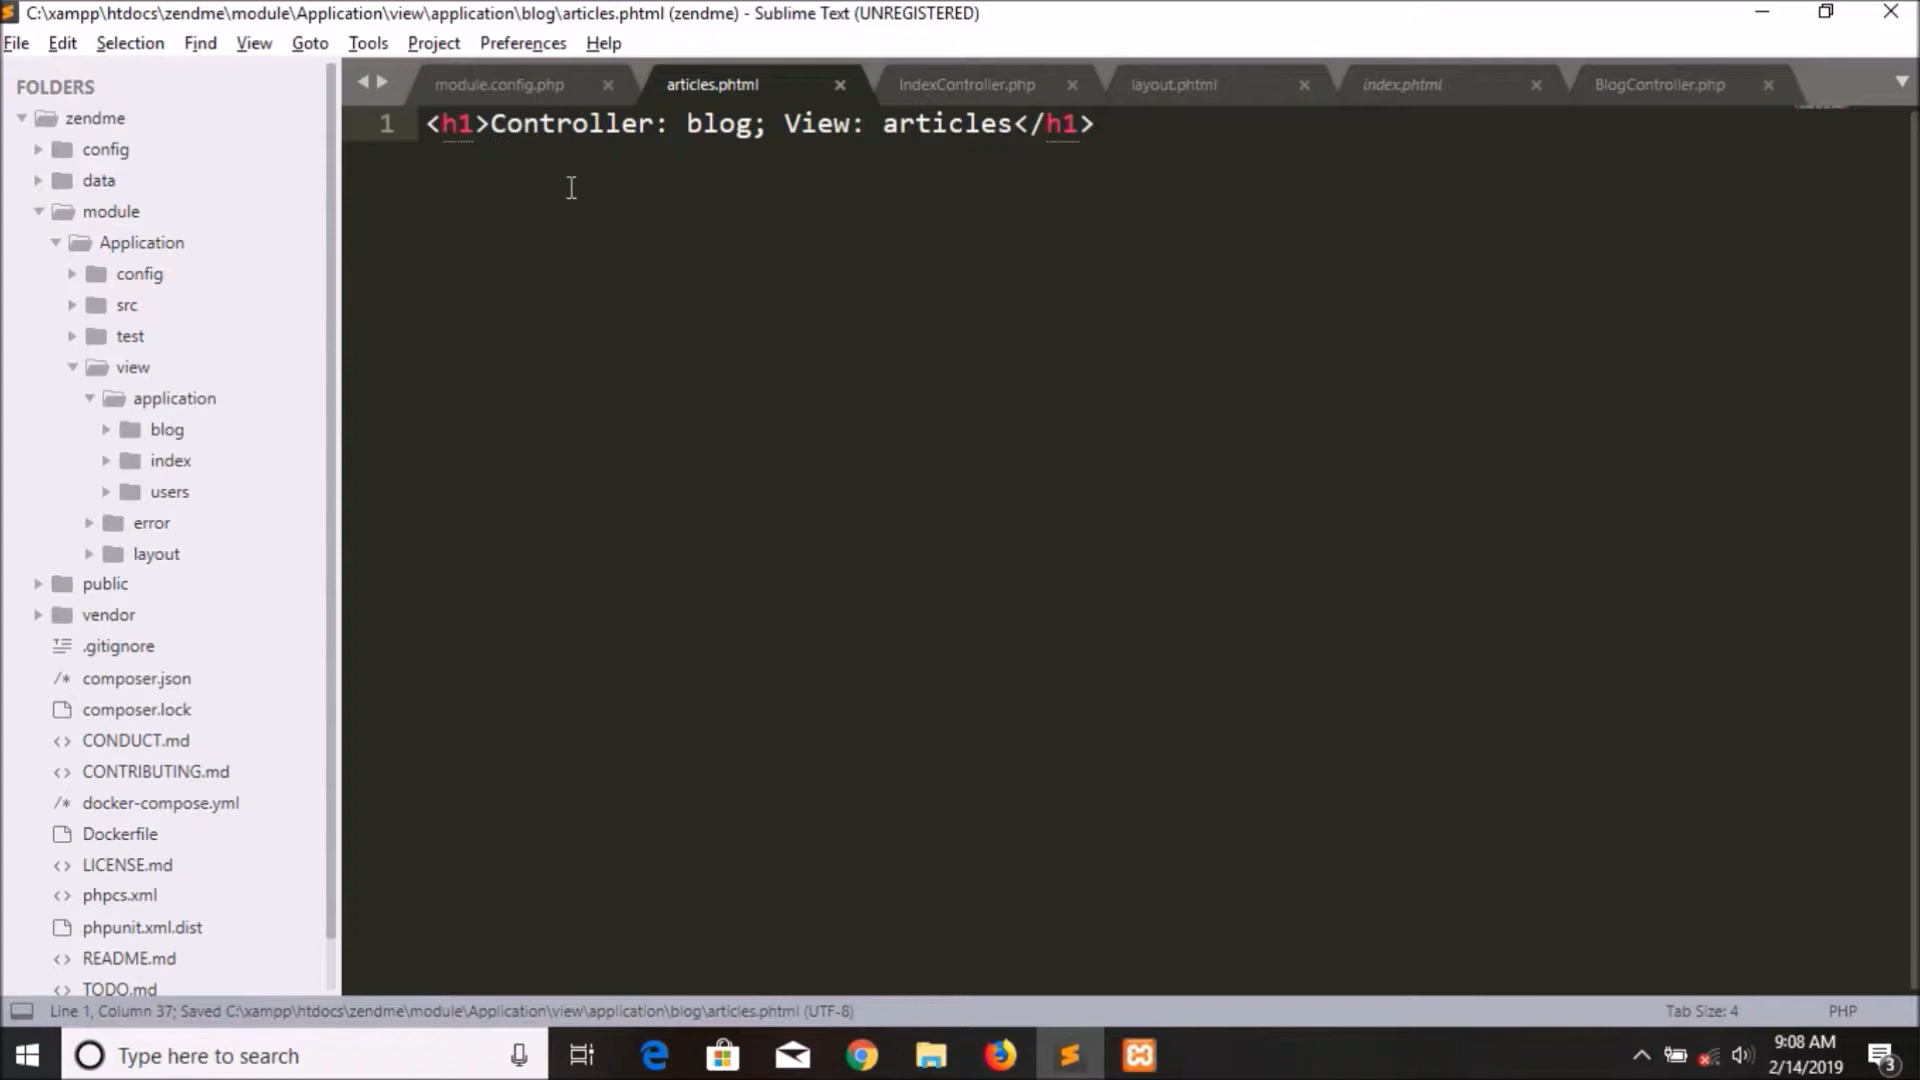 C:\xampp\htdocs\zendme\module\Application\view\application\blog\articles.phtml (zendme) - Sublime Text (UNREGISTERED)
File Edit Selection Find View Goto Tools Project Preferences Help
FOLDERS
zendme
config
data
module
Application
config
src
test
view
application
blog
index
users
error
layout
public
vendor
.gitignore
/* composer.json
composer.lock
<> CONDUCT.md
<> CONTRIBUTING.md
/* docker-compose.yml
Dockerfile
<> LICENSE.md
<> phpcs.xml
phpunit.xml.dist
<> README.md
<> TODO.md
module.config.php articles.phtml IndexController.php layout.phtml index.phtml BlogController.php
1 <h1>Controller: blog; View: articles</h1>
Line 1, Column 37; Saved C:\xampp\htdocs\zendme\module\Application\view\application\blog\articles.phtml (UTF-8) Tab Size: 4 PHP
Type here to search
9:08 AM
2/14/2019
3